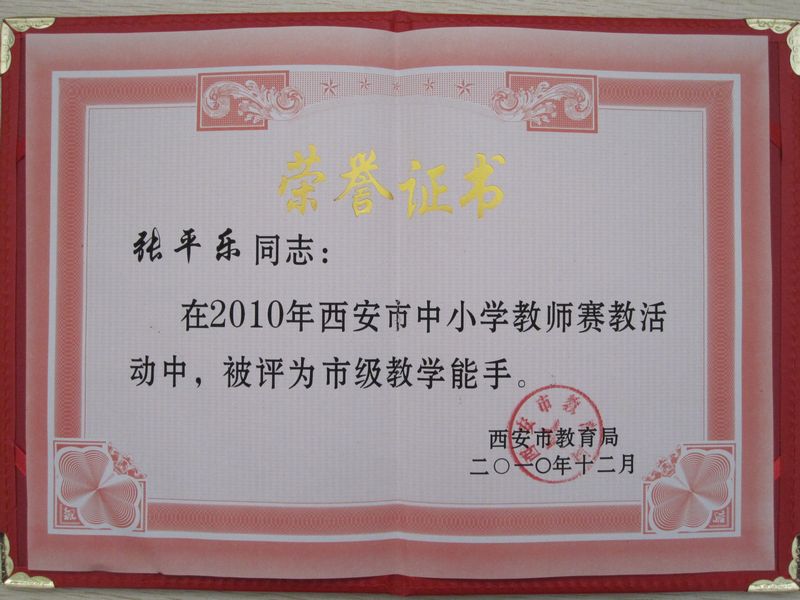 荣誉证书
张平乐同志：
在2010年西安市中小学教师赛教活
动中，被评为市级教学能手。
西安市教育局
二〇一〇年十二月